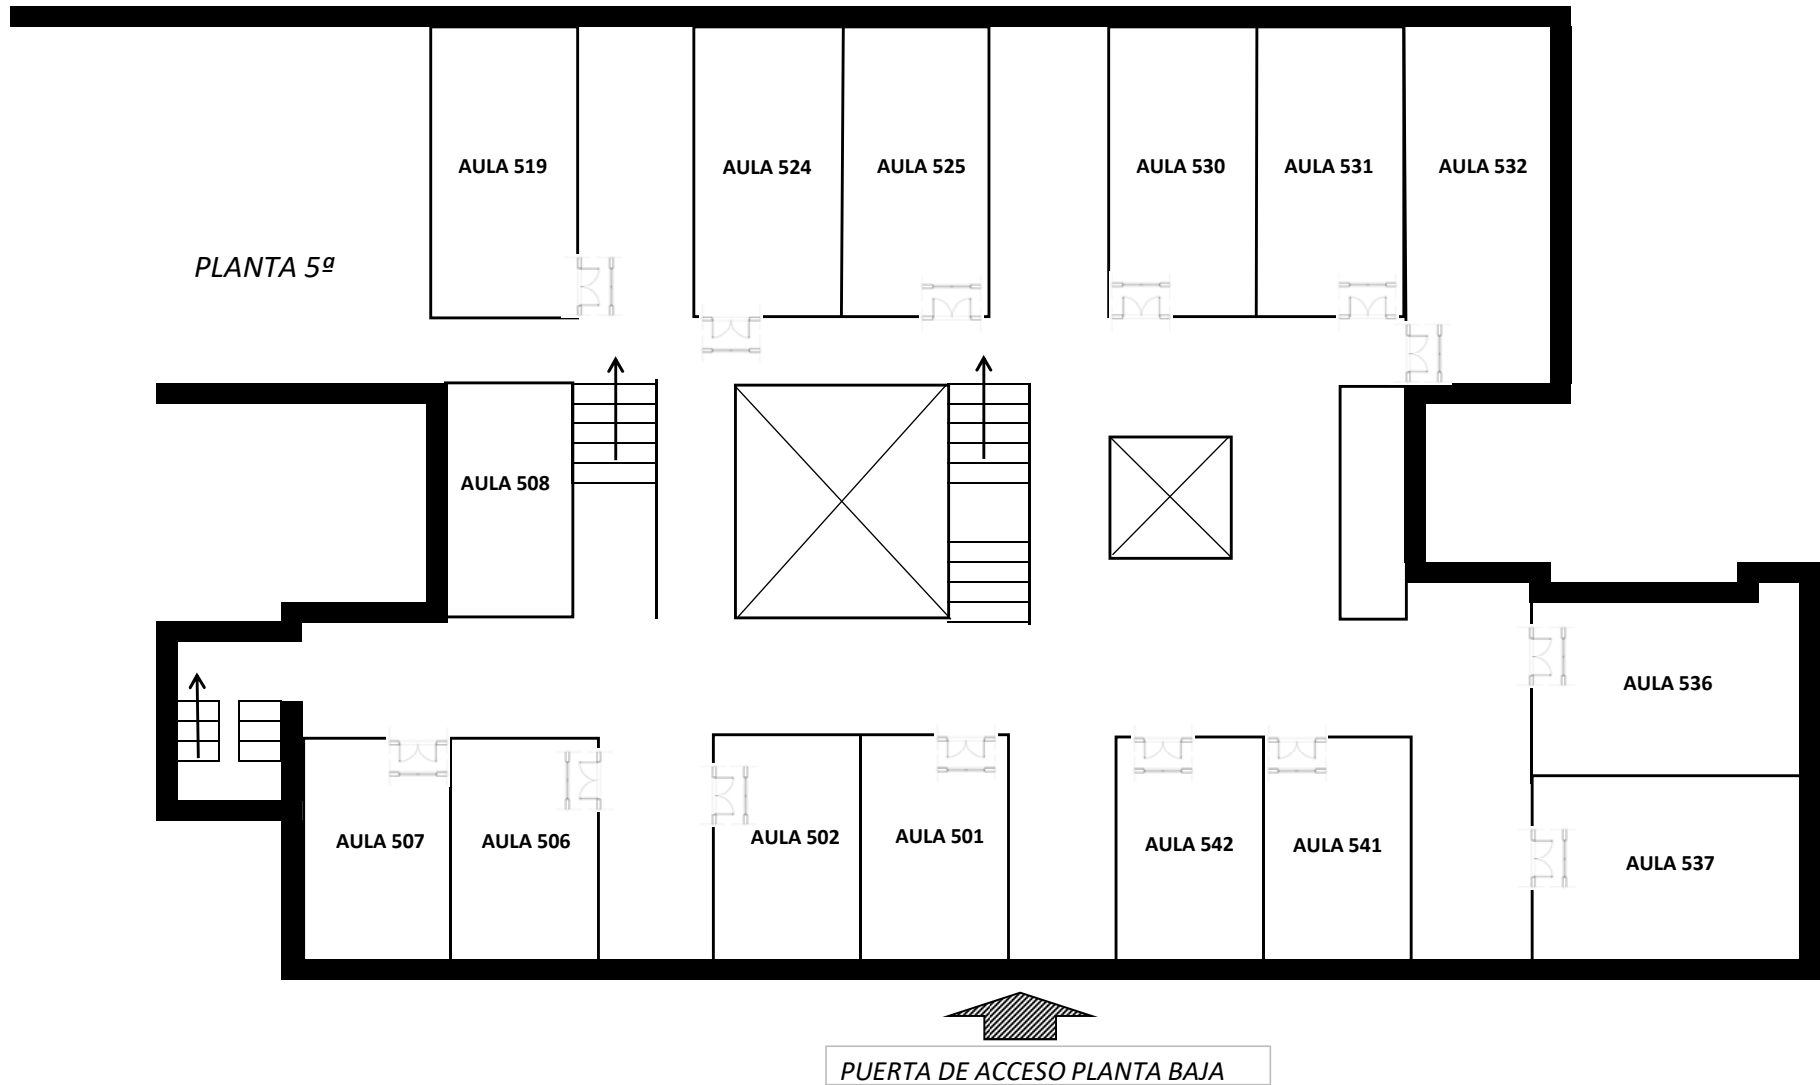 AULA 519
AULA 524
AULA 525
AULA 530
AULA 531
AULA 532
PLANTA 5ª
AULA 508
AULA 536
AULA 507
AULA 506
AULA 502
AULA 501
AULA 542
AULA 541
AULA 537
PUERTA DE ACCESO PLANTA BAJA